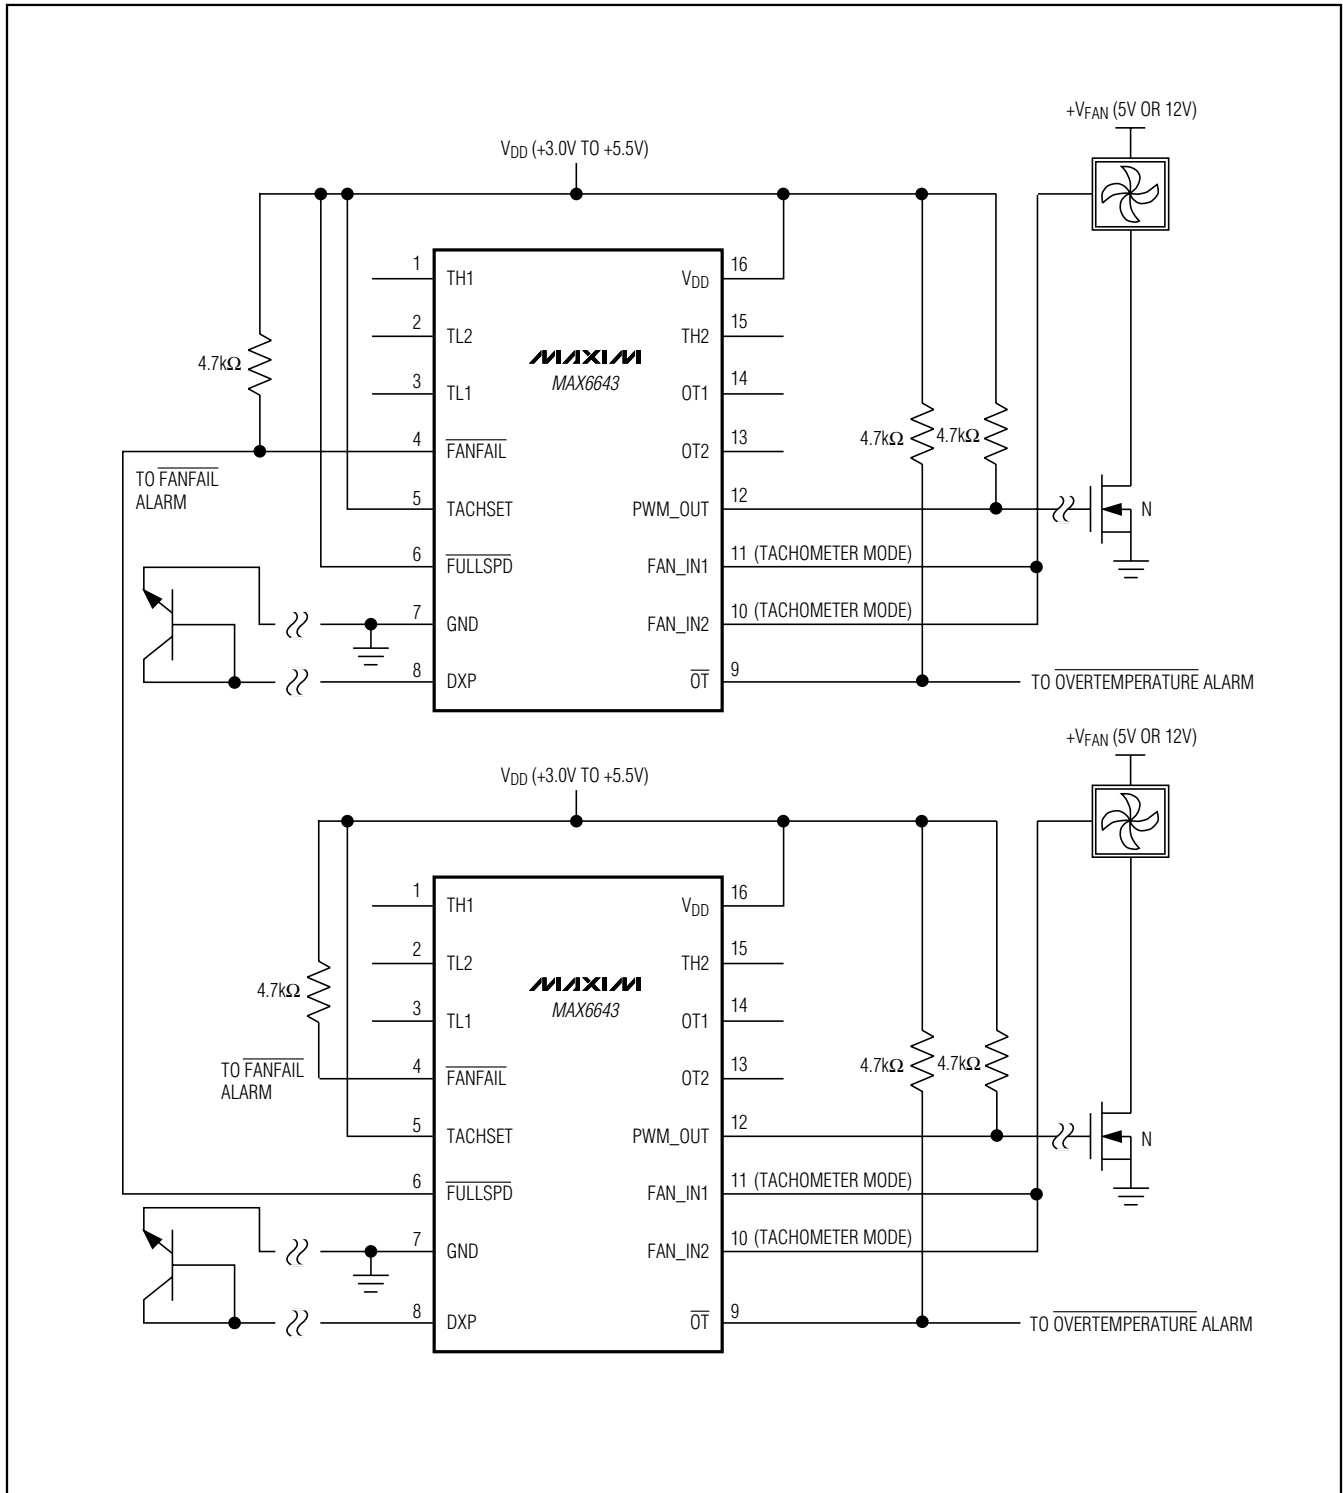 +VFAN (5V OR 12V)
VDD (+3.0V TO +5.5V)
1 TH1 VDD 16
2 TL2 TH2 15
MAXIM
MAX6643
4.7kΩ
3 TL1 OT1 14
4 FANFAIL OT2 13
4.7kΩ 4.7kΩ
TO FANFAIL
ALARM
5 TACHSET PWM_OUT 12
N
6 FULLSPD FAN_IN1 11 (TACHOMETER MODE)
7 GND FAN_IN2 10 (TACHOMETER MODE)
8 DXP OT 9
TO OVERTEMPERATURE ALARM
+VFAN (5V OR 12V)
VDD (+3.0V TO +5.5V)
1 TH1 VDD 16
2 TL2 TH2 15
MAXIM
MAX6643
4.7kΩ
3 TL1 OT1 14
4 FANFAIL OT2 13
4.7kΩ 4.7kΩ
TO FANFAIL
ALARM
5 TACHSET PWM_OUT 12
N
6 FULLSPD FAN_IN1 11 (TACHOMETER MODE)
7 GND FAN_IN2 10 (TACHOMETER MODE)
8 DXP OT 9
TO OVERTEMPERATURE ALARM